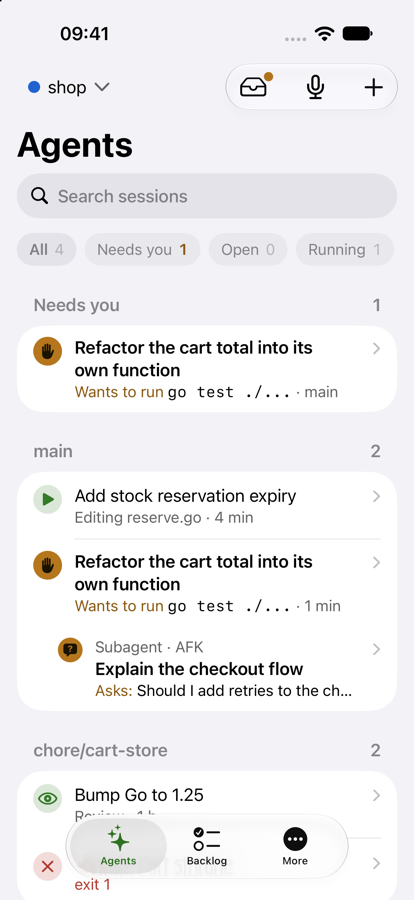 09:41
shop
Agents
Search sessions
All 4
Needs you 1
Open 0
Running 1
Needs you 1
Refactor the cart total into its
own function
Wants to run go test ./... · main
main 2
Add stock reservation expiry
Editing reserve.go · 4 min
Refactor the cart total into its
own function
Wants to run go test ./... · 1 min
Subagent · AFK
Explain the checkout flow
Asks: Should I add retries to the ch...
chore/cart-store 2
Bump Go to 1.25
Agents
Backlog
More
exit 1